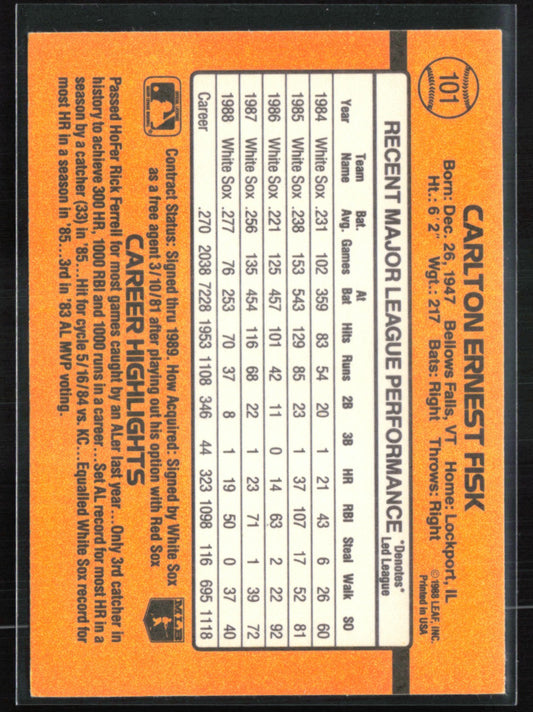 101
CARLTON ERNEST FISK
Born: Dec. 26, 1947 Bellows Falls, VT Home: Lockport, IL
Ht.: 6' 2" Wgt.: 217 Bats: Right Throws: Right
©1988 LEAF, INC.
Printed in USA
RECENT MAJOR LEAGUE PERFORMANCE *Denotes* Led League
Year Team Name Bat. Avg. Games At Bat Hits Runs 2B 3B HR RBI Steal Walk SO
1984 White Sox .231 102 359 83 54 20 1 21 43 6 26 60
1985 White Sox .238 153 543 129 85 23 1 37 107 17 52 81
1986 White Sox .221 125 457 101 42 11 0 14 63 2 22 92
1987 White Sox .256 135 454 116 68 22 1 23 71 1 39 72
1988 White Sox .277 76 253 70 37 8 1 19 50 0 37 40
Career .270 2038 7228 1953 1108 346 44 323 1098 116 695 1118
Contract Status: Signed thru 1989. How Acquired: Signed by White Sox
as a free agent 3/10/81 after playing out his option with Red Sox
MLB
CAREER HIGHLIGHTS
Passed HoFer Rick Ferrell for most games caught by an ALer last year...Only 3rd catcher in
history to achieve 300 HR, 1000 RBI and 1000 runs in a career...Set AL record for most HR in a
season by a catcher (33) in '85...Hit for cycle 5/16/84 vs. KC...Equalled White Sox record for
most HR in a season in '85...3rd in '83 AL MVP voting.